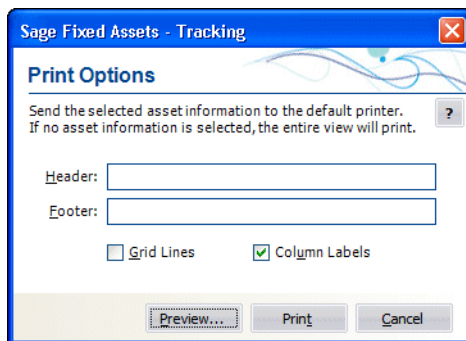 Sage Fixed Assets - Tracking
Print Options
Send the selected asset information to the default printer.
If no asset information is selected, the entire view will print.
?
Header:
Footer:
Grid Lines Column Labels
Preview... Print Cancel